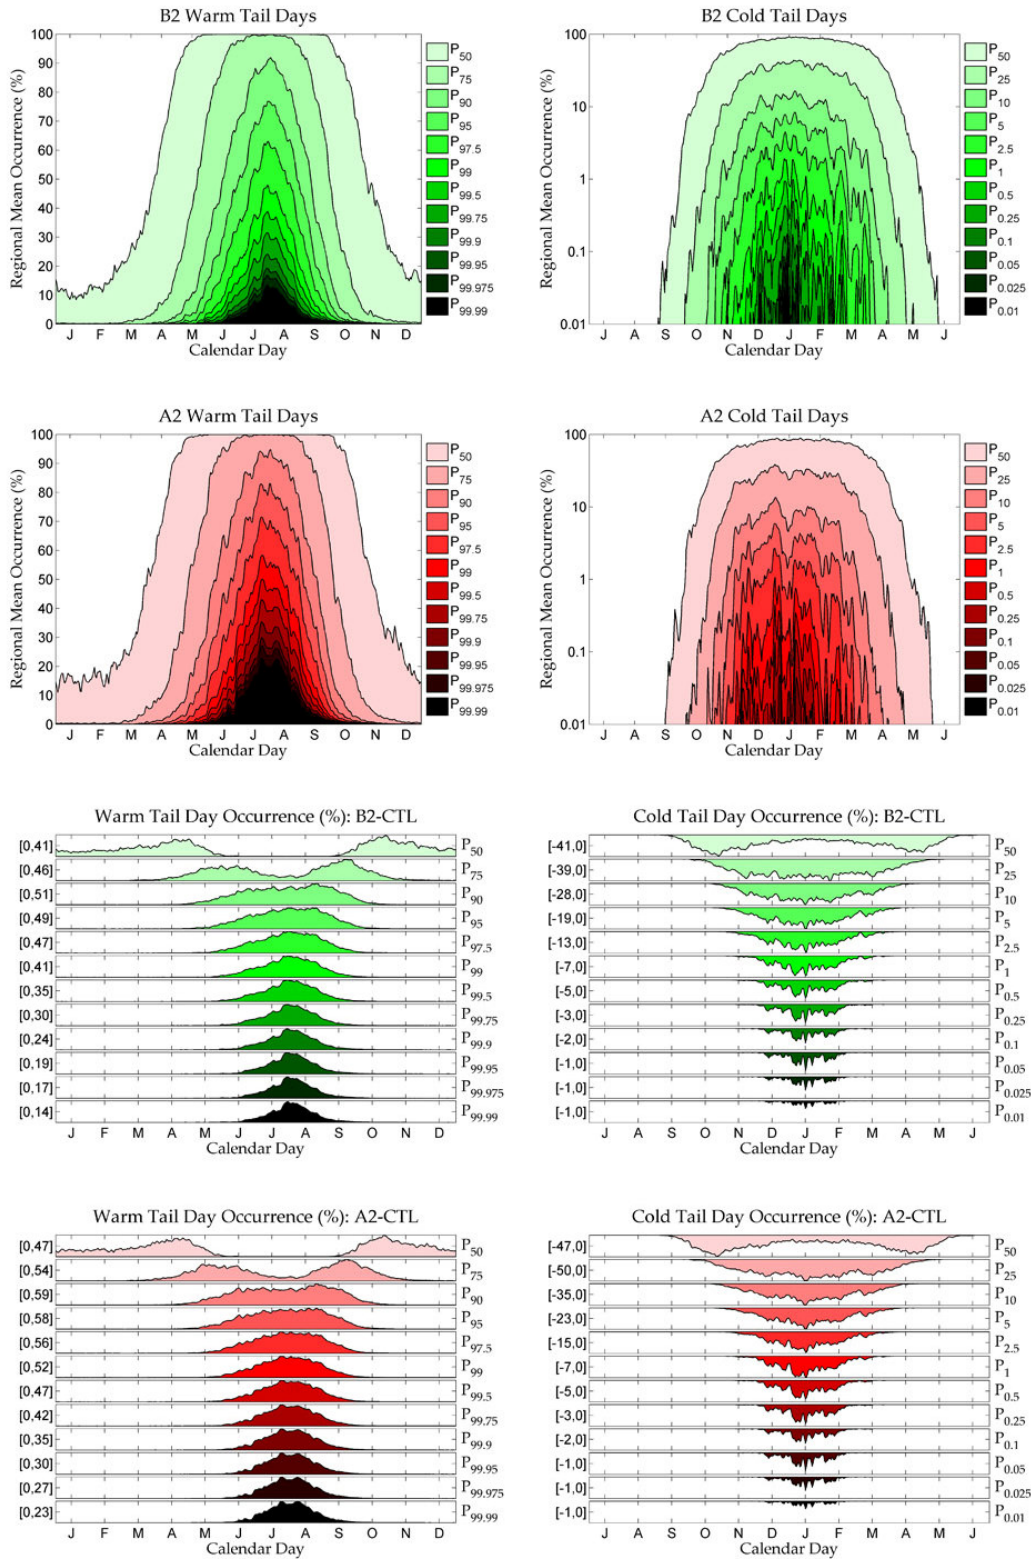 B2 Warm Tail Days
Regional Mean Occurrence (%)
100
90
80
70
60
50
40
30
20
10
0
J F M A M J J A S O N D
Calendar Day
P50
P75
P90
P95
P97.5
P99
P99.5
P99.75
P99.9
P99.95
P99.975
P99.99
B2 Cold Tail Days
Regional Mean Occurrence (%)
100
10
1
0.1
0.01
J A S O N D J F M A M J
Calendar Day
P50
P25
P10
P5
P2.5
P1
P0.5
P0.25
P0.1
P0.05
P0.025
P0.01
A2 Warm Tail Days
Regional Mean Occurrence (%)
100
90
80
70
60
50
40
30
20
10
0
J F M A M J J A S O N D
Calendar Day
P50
P75
P90
P95
P97.5
P99
P99.5
P99.75
P99.9
P99.95
P99.975
P99.99
A2 Cold Tail Days
Regional Mean Occurrence (%)
100
10
1
0.1
0.01
J A S O N D J F M A M J
Calendar Day
P50
P25
P10
P5
P2.5
P1
P0.5
P0.25
P0.1
P0.05
P0.025
P0.01
Warm Tail Day Occurrence (%): B2-CTL
[0,41] P50
[0,46] P75
[0,51] P90
[0,49] P95
[0,47] P97.5
[0,41] P99
[0,35] P99.5
[0,30] P99.75
[0,24] P99.9
[0,19] P99.95
[0,17] P99.975
[0,14] P99.99
J F M A M J J A S O N D
Calendar Day
Cold Tail Day Occurrence (%): B2-CTL
[-41,0] P50
[-39,0] P25
[-28,0] P10
[-19,0] P5
[-13,0] P2.5
[-7,0] P1
[-5,0] P0.5
[-3,0] P0.25
[-2,0] P0.1
[-1,0] P0.05
[-1,0] P0.025
[-1,0] P0.01
J J A S O N D J F M A M J
Calendar Day
Warm Tail Day Occurrence (%): A2-CTL
[0,47] P50
[0,54] P75
[0,59] P90
[0,58] P95
[0,56] P97.5
[0,52] P99
[0,47] P99.5
[0,42] P99.75
[0,35] P99.9
[0,30] P99.95
[0,27] P99.975
[0,23] P99.99
J F M A M J J A S O N D
Calendar Day
Cold Tail Day Occurrence (%): A2-CTL
[-47,0] P50
[-50,0] P25
[-35,0] P10
[-23,0] P5
[-15,0] P2.5
[-7,0] P1
[-5,0] P0.5
[-3,0] P0.25
[-2,0] P0.1
[-1,0] P0.05
[-1,0] P0.025
[-1,0] P0.01
J J A S O N D J F M A M J
Calendar Day